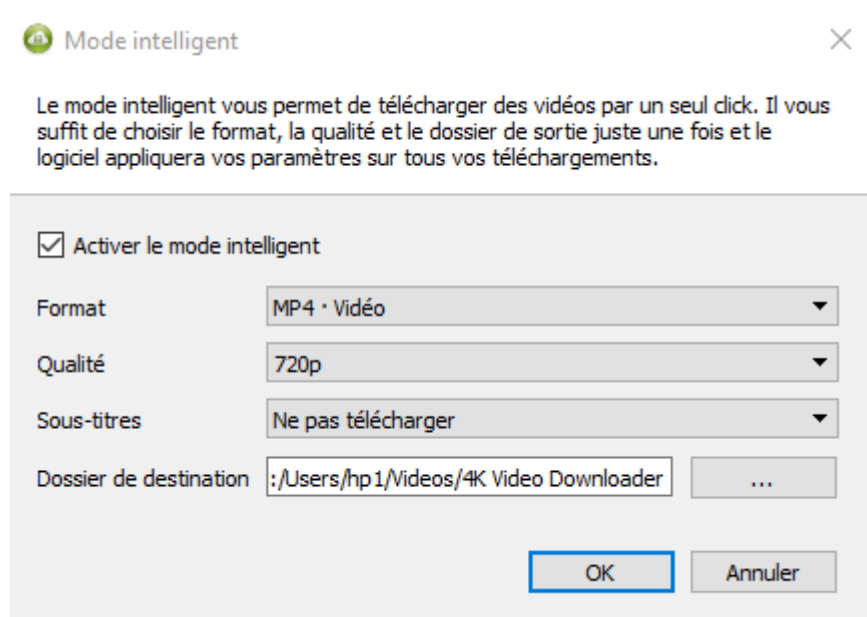 Mode intelligent
Le mode intelligent vous permet de télécharger des vidéos par un seul click. Il vous
suffit de choisir le format, la qualité et le dossier de sortie juste une fois et le
logiciel appliquera vos paramètres sur tous vos téléchargements.
Activer le mode intelligent
Format MP4 · Vidéo
Qualité 720p
Sous-titres Ne pas télécharger
Dossier de destination :/Users/hp1/Videos/4K Video Downloader ...
OK Annuler